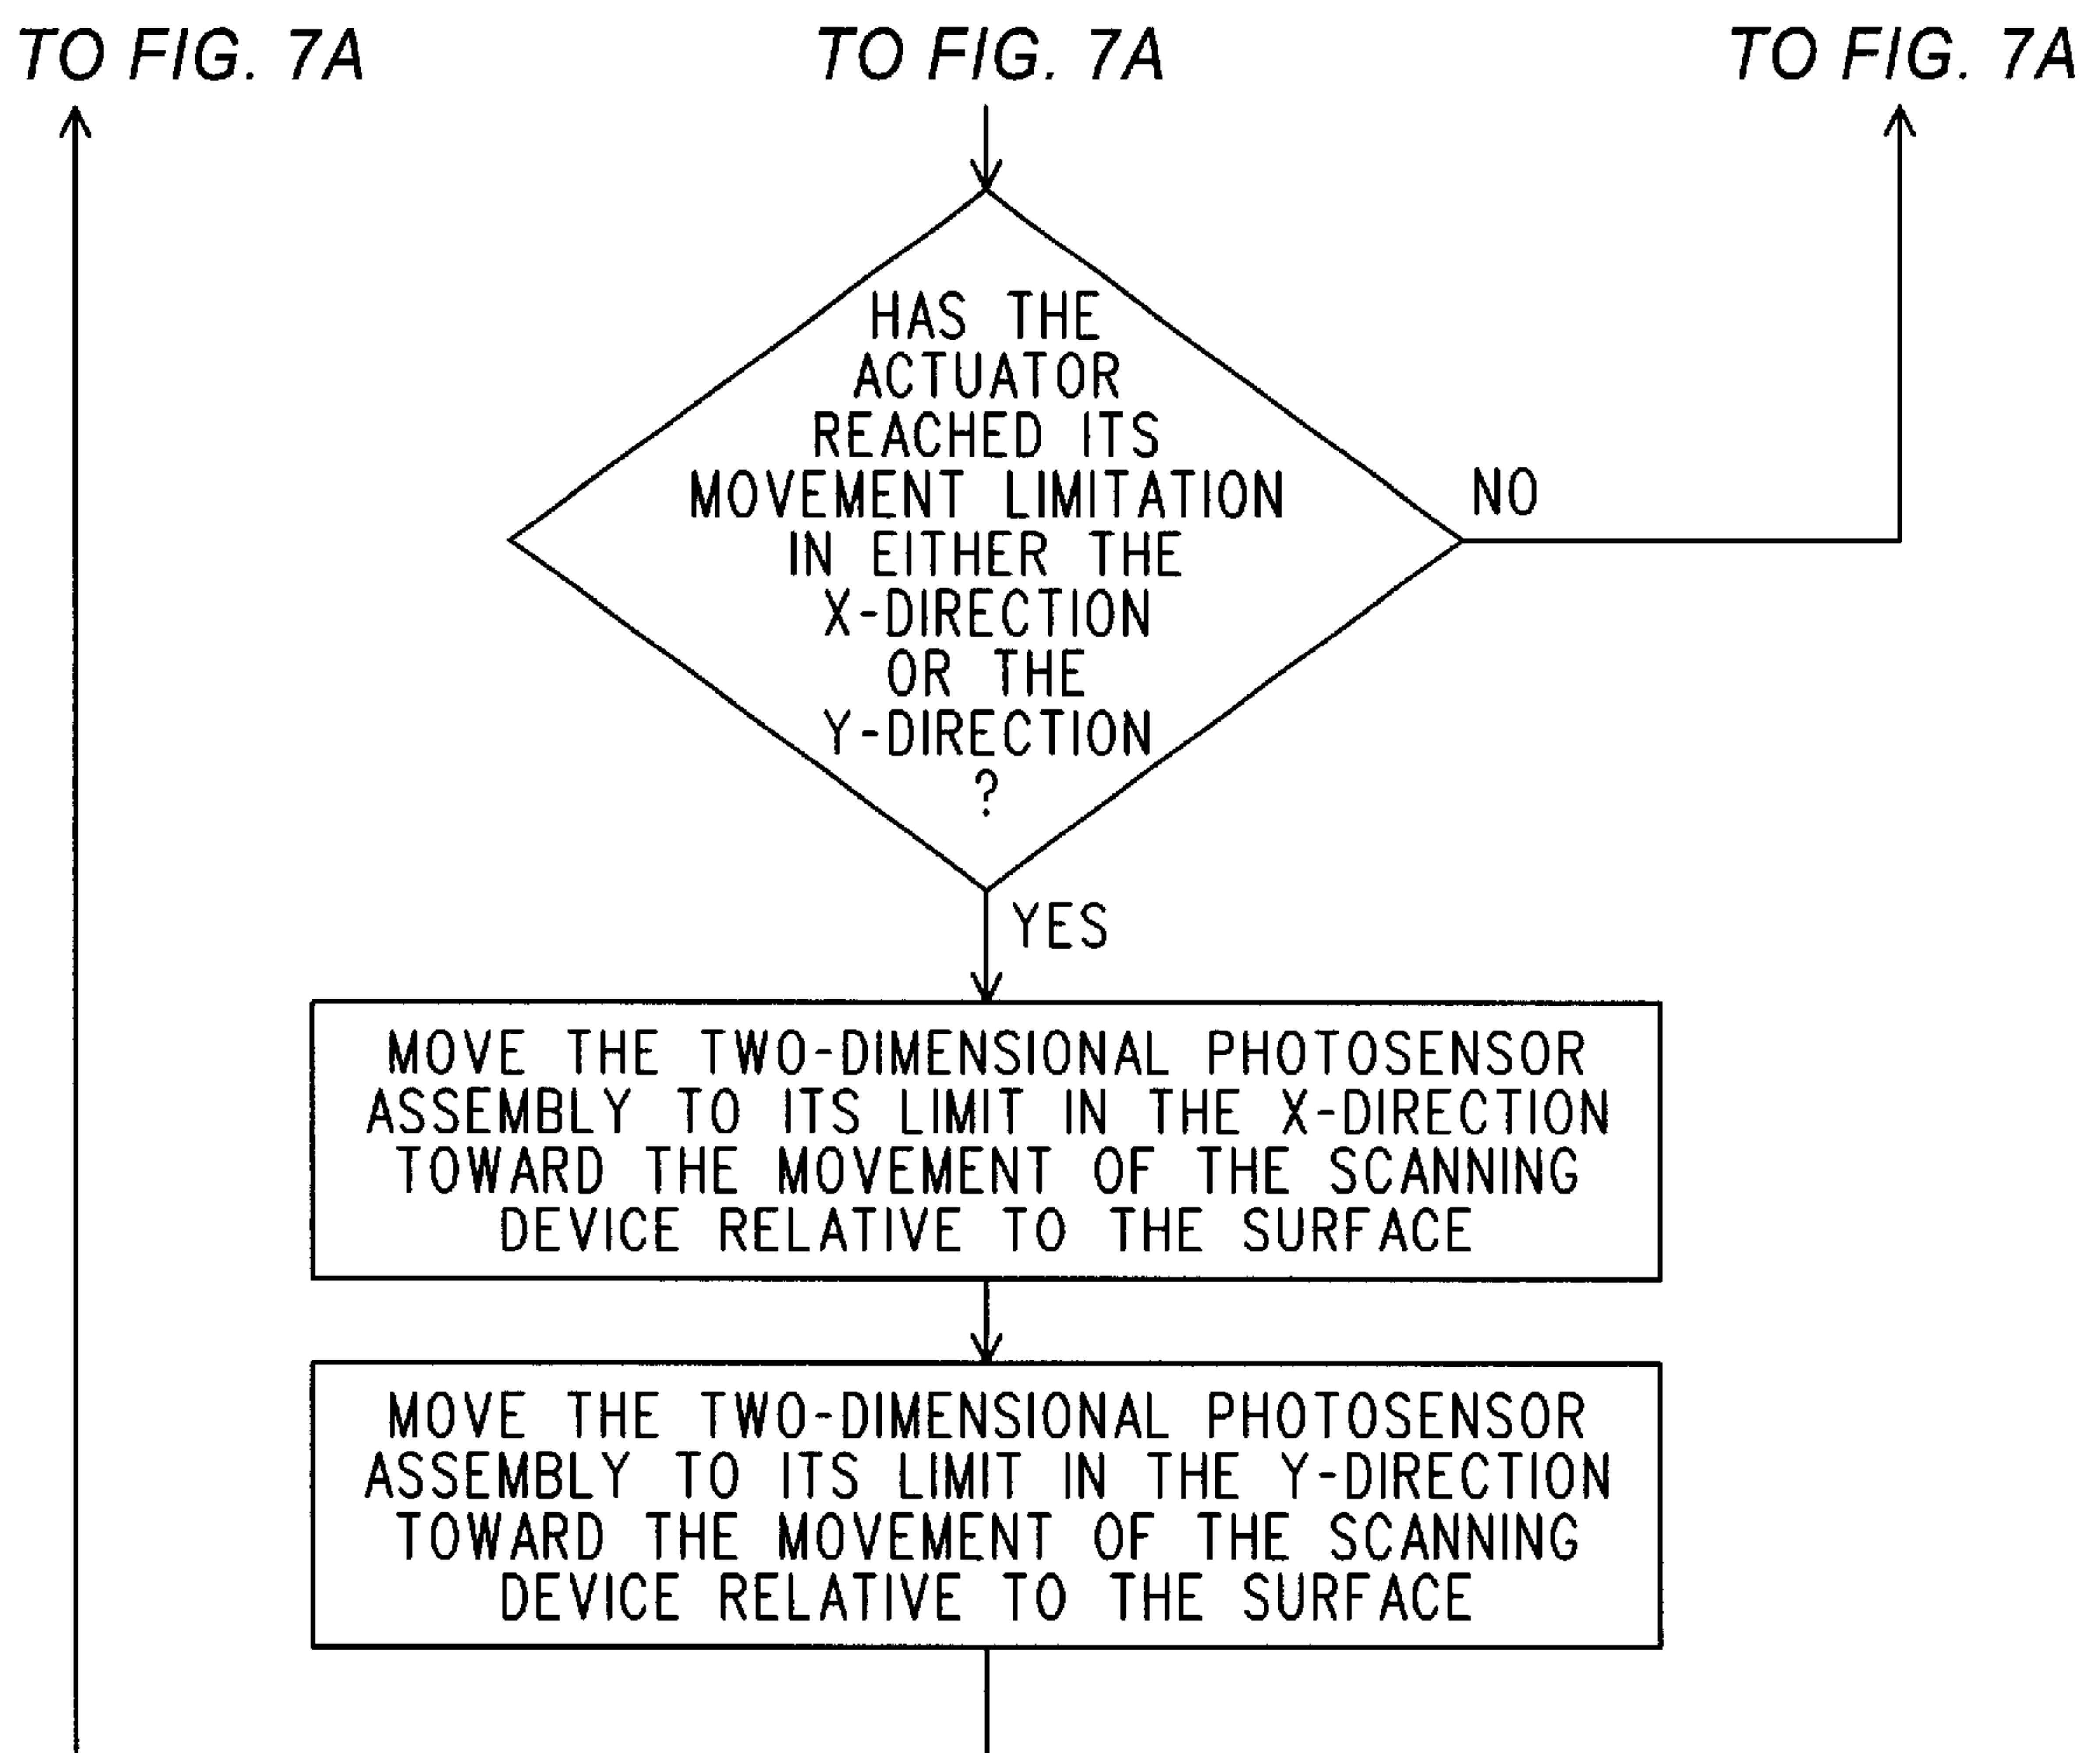 TO FIG. 7A
TO FIG. 7A
TO FIG. 7A
HAS THE
ACTUATOR
REACHED ITS
MOVEMENT LIMITATION
IN EITHER THE
X-DIRECTION
OR THE
Y-DIRECTION
?
NO
YES
MOVE THE TWO-DIMENSIONAL PHOTOSENSOR
ASSEMBLY TO ITS LIMIT IN THE X-DIRECTION
TOWARD THE MOVEMENT OF THE SCANNING
DEVICE RELATIVE TO THE SURFACE
MOVE THE TWO-DIMENSIONAL PHOTOSENSOR
ASSEMBLY TO ITS LIMIT IN THE Y-DIRECTION
TOWARD THE MOVEMENT OF THE SCANNING
DEVICE RELATIVE TO THE SURFACE